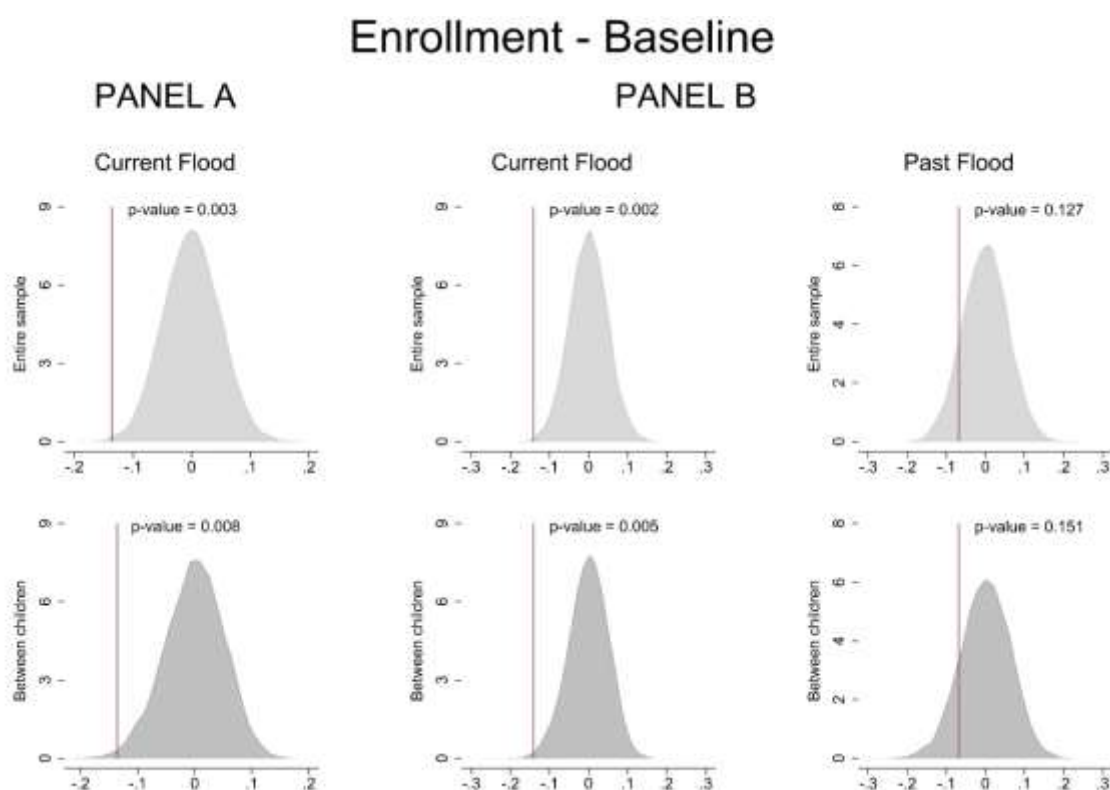 Enrollment - Baseline
PANEL A
PANEL B
Current Flood
Current Flood
Past Flood
p-value = 0.003
p-value = 0.002
p-value = 0.127
Entire sample
Entire sample
Entire sample
9
6
3
0
9
6
3
0
8
6
4
2
0
-.2 -.1 0 .1 .2
-.3 -.2 -.1 0 .1 .2 .3
-.3 -.2 -.1 0 .1 .2 .3
p-value = 0.008
p-value = 0.005
p-value = 0.151
Between children
Between children
Between children
9
6
3
0
9
6
3
0
8
6
4
2
0
-.2 -.1 0 .1 .2
-.3 -.2 -.1 0 .1 .2 .3
-.3 -.2 -.1 0 .1 .2 .3